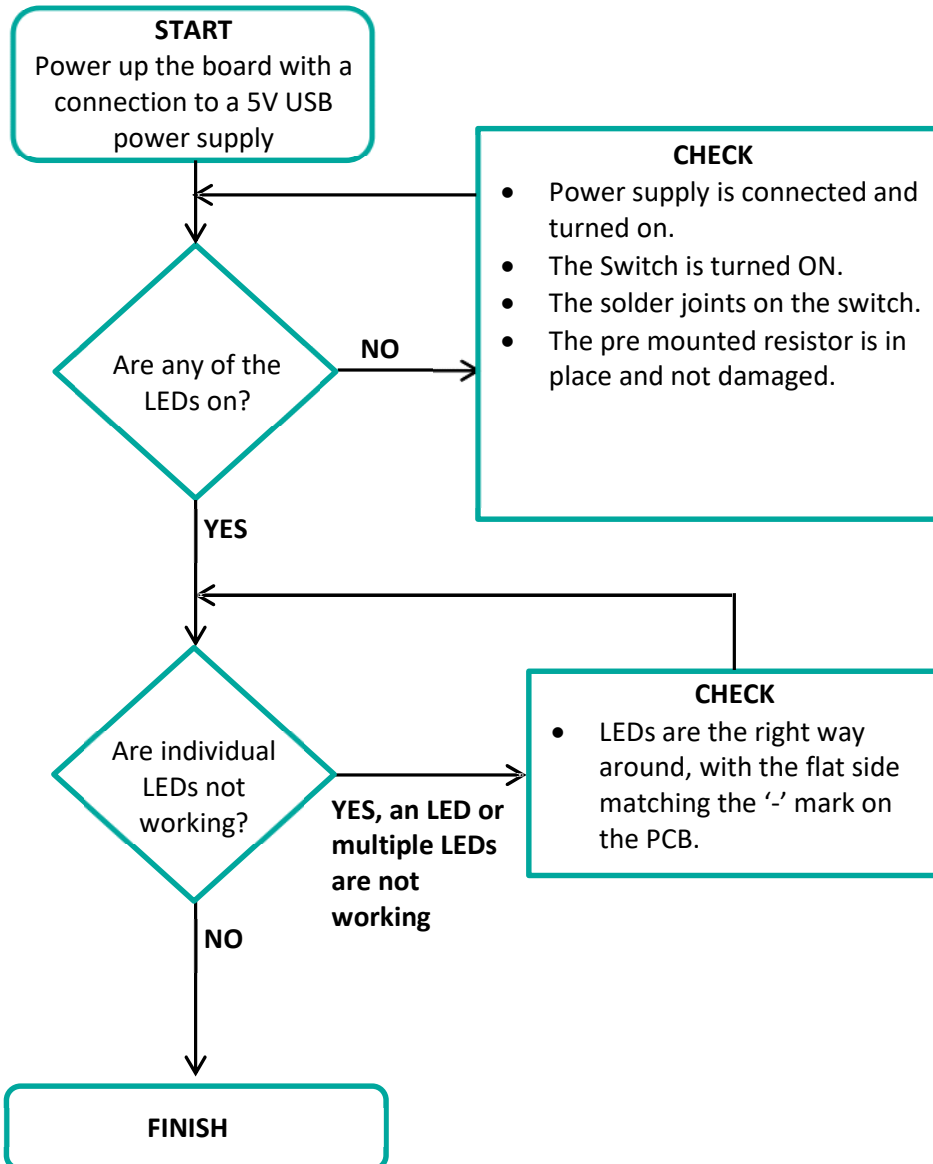 START
Power up the board with a
connection to a 5V USB
power supply
CHECK
• Power supply is connected and
turned on.
• The Switch is turned ON.
• The solder joints on the switch.
• The pre mounted resistor is in
place and not damaged.
Are any of the
LEDs on?
NO
YES
Are individual
LEDs not
working?
YES, an LED or
multiple LEDs
are not
working
CHECK
• LEDs are the right way
around, with the flat side
matching the ‘-’ mark on
the PCB.
NO
FINISH